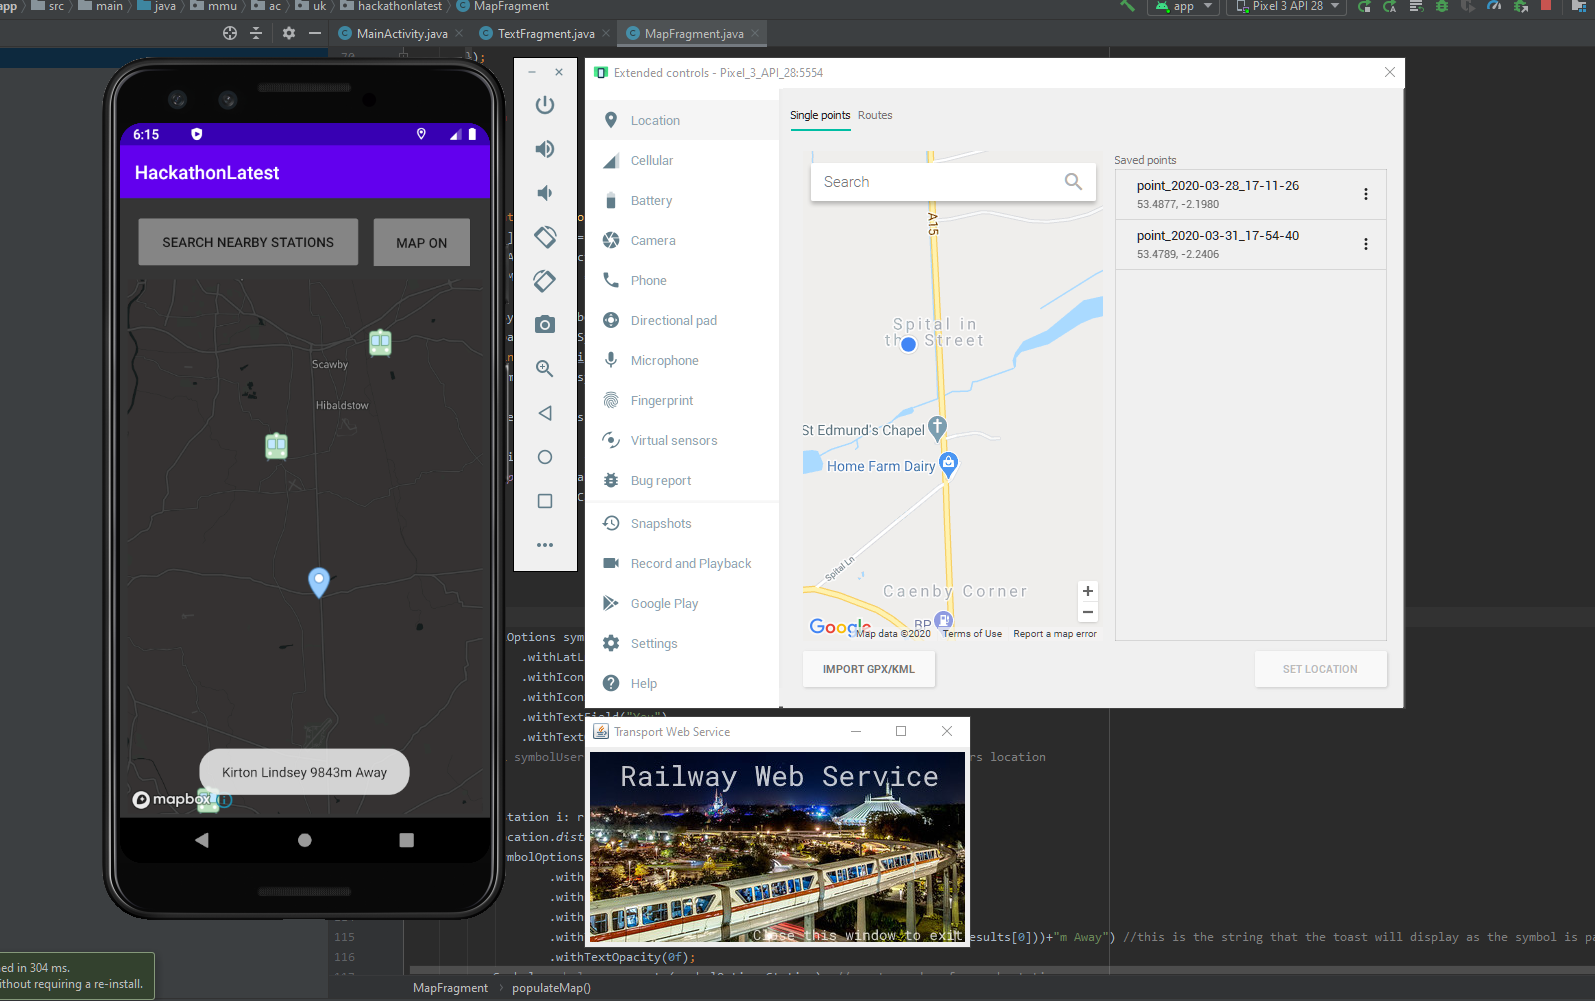 app src main java mmu ac uk hackathonlatest MapFragment
app Pixel 3 API 28
MainActivity.java TextFragment.java MapFragment.java
6:15
HackathonLatest
SEARCH NEARBY STATIONS MAP ON
Scawby
Hibaldstow
Kirton Lindsey 9843m Away
mapbox
Extended controls - Pixel_3_API_28:5554
Location
Cellular
Battery
Camera
Phone
Directional pad
Microphone
Fingerprint
Virtual sensors
Bug report
Snapshots
Record and Playback
Google Play
Settings
Help
Single points Routes
Search
A15
Spital in
the Street
St Edmund's Chapel
Home Farm Dairy
Spital Ln
Caenby Corner
BP
Google
Map data ©2020 Terms of Use Report a map error
IMPORT GPX/KML
Saved points
point_2020-03-28_17-11-26
53.4877, -2.1980
point_2020-03-31_17-54-40
53.4789, -2.2406
SET LOCATION
Options sym
.withLatL
.withIcon
.withIcon
.withTextField("You")
.withTex
symbolUser rs location
Transport Web Service
Railway Web Service
Close this window to exit
tation i: r
cation.dist
mbolOptions
.with
.with
.with
115 .with esults[0]))+"m Away") //this is the string that the toast will display as the symbol is pa
116 .withTextOpacity(0f);
MapFragment populateMap()
ed in 304 ms.
ithout requiring a re-install.